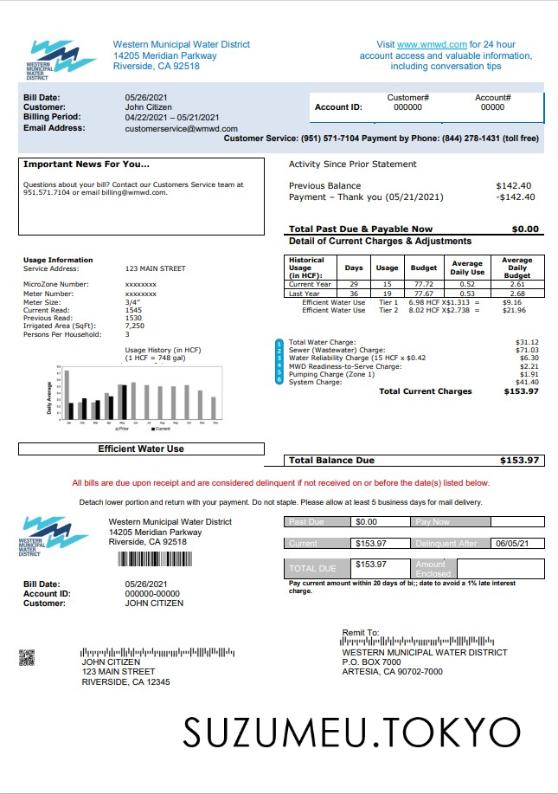 WESTERN
MUNICIPAL
WATER
DISTRICT
Western Municipal Water District
14205 Meridian Parkway
Riverside, CA 92518
Visit www.wmwd.com for 24 hour
account access and valuable information,
including conversation tips
Bill Date: 05/26/2021
Customer: John Citizen
Billing Period: 04/22/2021 – 05/21/2021
Email Address: customerservice@wmwd.com
Customer# Account#
Account ID: 000000 00000
Customer Service: (951) 571-7104 Payment by Phone: (844) 278-1431 (toll free)
Important News For You...
Questions about your bill? Contact our Customers Service team at
951.571.7104 or email billing@wmwd.com.
Activity Since Prior Statement
Previous Balance $142.40
Payment – Thank you (05/21/2021) -$142.40
Total Past Due & Payable Now $0.00
Detail of Current Charges & Adjustments
Usage Information
Service Address: 123 MAIN STREET
MicroZone Number: xxxxxxxx
Meter Number: xxxxxxxx
Meter Size: 3/4"
Current Read: 1545
Previous Read: 1530
Irrigated Area (SqFt): 7,250
Persons Per Household: 3
Historical Usage (in HCF): Days Usage Budget Average Daily Use Average Daily Budget
Current Year 29 15 77.72 0.52 2.61
Last Year 36 19 77.67 0.53 2.68
Efficient Water Use Tier 1 6.98 HCF X$1.313 = $9.16
Efficient Water Use Tier 2 8.02 HCF X$2.738 = $21.96
Usage History (in HCF)
(1 HCF = 748 gal)
Daily Average
Prior Current
1 Total Water Charge: $31.12
2 Sewer (Wastewater) Charge: $71.03
3 Water Reliability Charge (15 HCF x $0.42 $6.30
4 MWD Readiness-to-Serve Charge: $2.21
5 Pumping Charge (Zone 1) $1.91
6 System Charge: $41.40
Total Current Charges $153.97
Efficient Water Use
Total Balance Due $153.97
All bills are due upon receipt and are considered delinquent if not received on or before the date(s) listed below.
Detach lower portion and return with your payment. Do not staple. Please allow at least 5 business days for mail delivery.
WESTERN
MUNICIPAL
WATER
DISTRICT
Western Municipal Water District
14205 Meridian Parkway
Riverside, CA 92518
Past Due $0.00 Pay Now
Current $153.97 Delinquent After 06/05/21
TOTAL DUE $153.97 Amount Enclosed
Pay current amount within 20 days of bi;; date to avoid a 1% late interest
charge.
Bill Date: 05/26/2021
Account ID: 000000-00000
Customer: JOHN CITIZEN
JOHN CITIZEN
123 MAIN STREET
RIVERSIDE, CA 12345
Remit To:
WESTERN MUNICIPAL WATER DISTRICT
P.O. BOX 7000
ARTESIA, CA 90702-7000
SUZUMEU.TOKYO